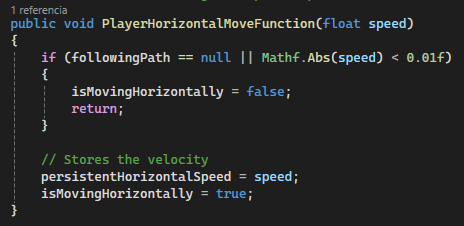 1 referencia
public void PlayerHorizontalMoveFunction(float speed)
{
if (followingPath == null || Mathf.Abs(speed) < 0.01f)
{
isMovingHorizontally = false;
return;
}
// Stores the velocity
persistentHorizontalSpeed = speed;
isMovingHorizontally = true;
}